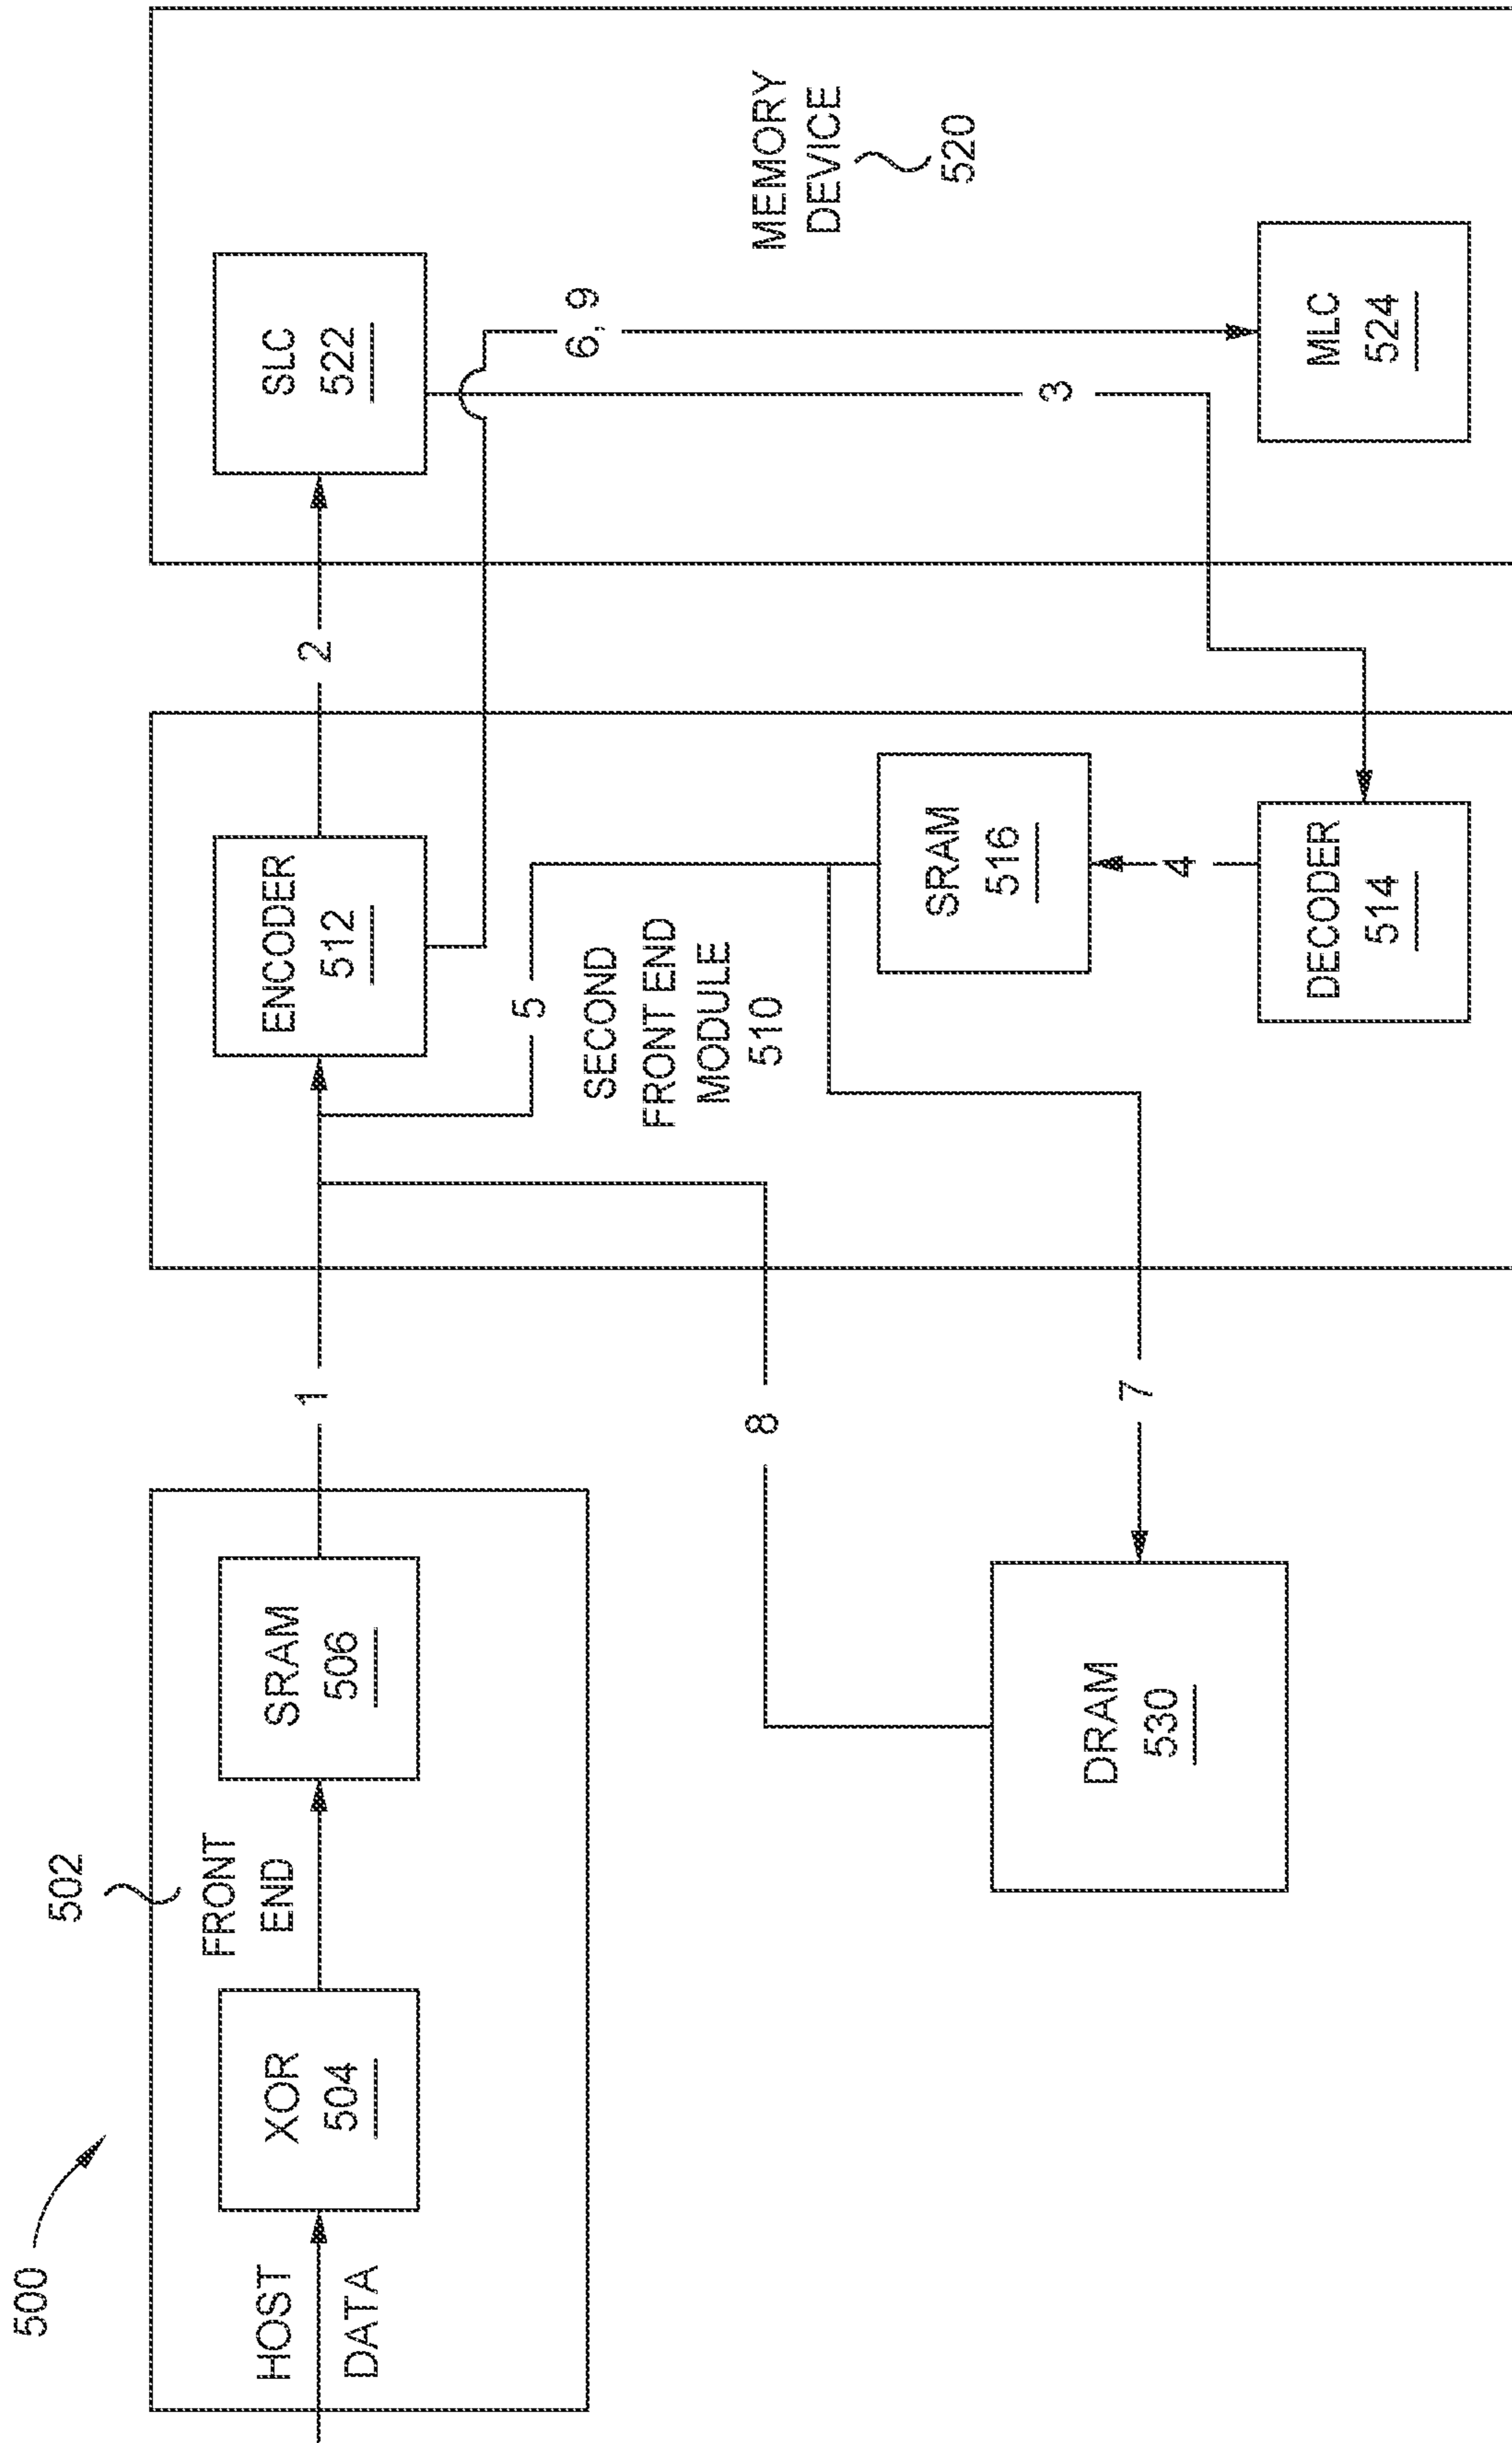 500
HOST
DATA
XOR
504
502
FRONT
END
SRAM
506
1
8
7
DRAM
530
ENCODER
512
5
SECOND
FRONT END
MODULE
510
SRAM
516
4
DECODER
514
2
SLC
522
6, 9
3
MEMORY
DEVICE
520
MLC
524